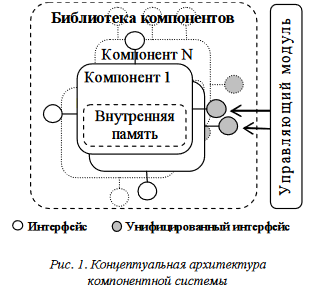 Библиотека компонентов
Компонент N
Компонент 1
Внутренняя
память
Управляющий модуль
Интерфейс
Унифицированный интерфейс
Рис. 1. Концептуальная архитектура
компонентной системы